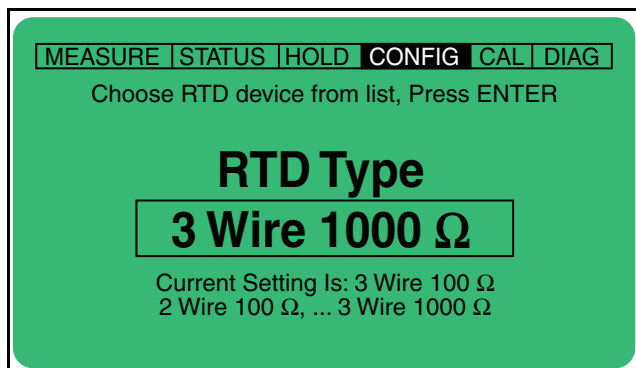 MEASURE STATUS HOLD CONFIG CAL DIAG
Choose RTD device from list, Press ENTER
RTD Type
3 Wire 1000 Ω
Current Setting Is: 3 Wire 100 Ω
2 Wire 100 Ω, ... 3 Wire 1000 Ω